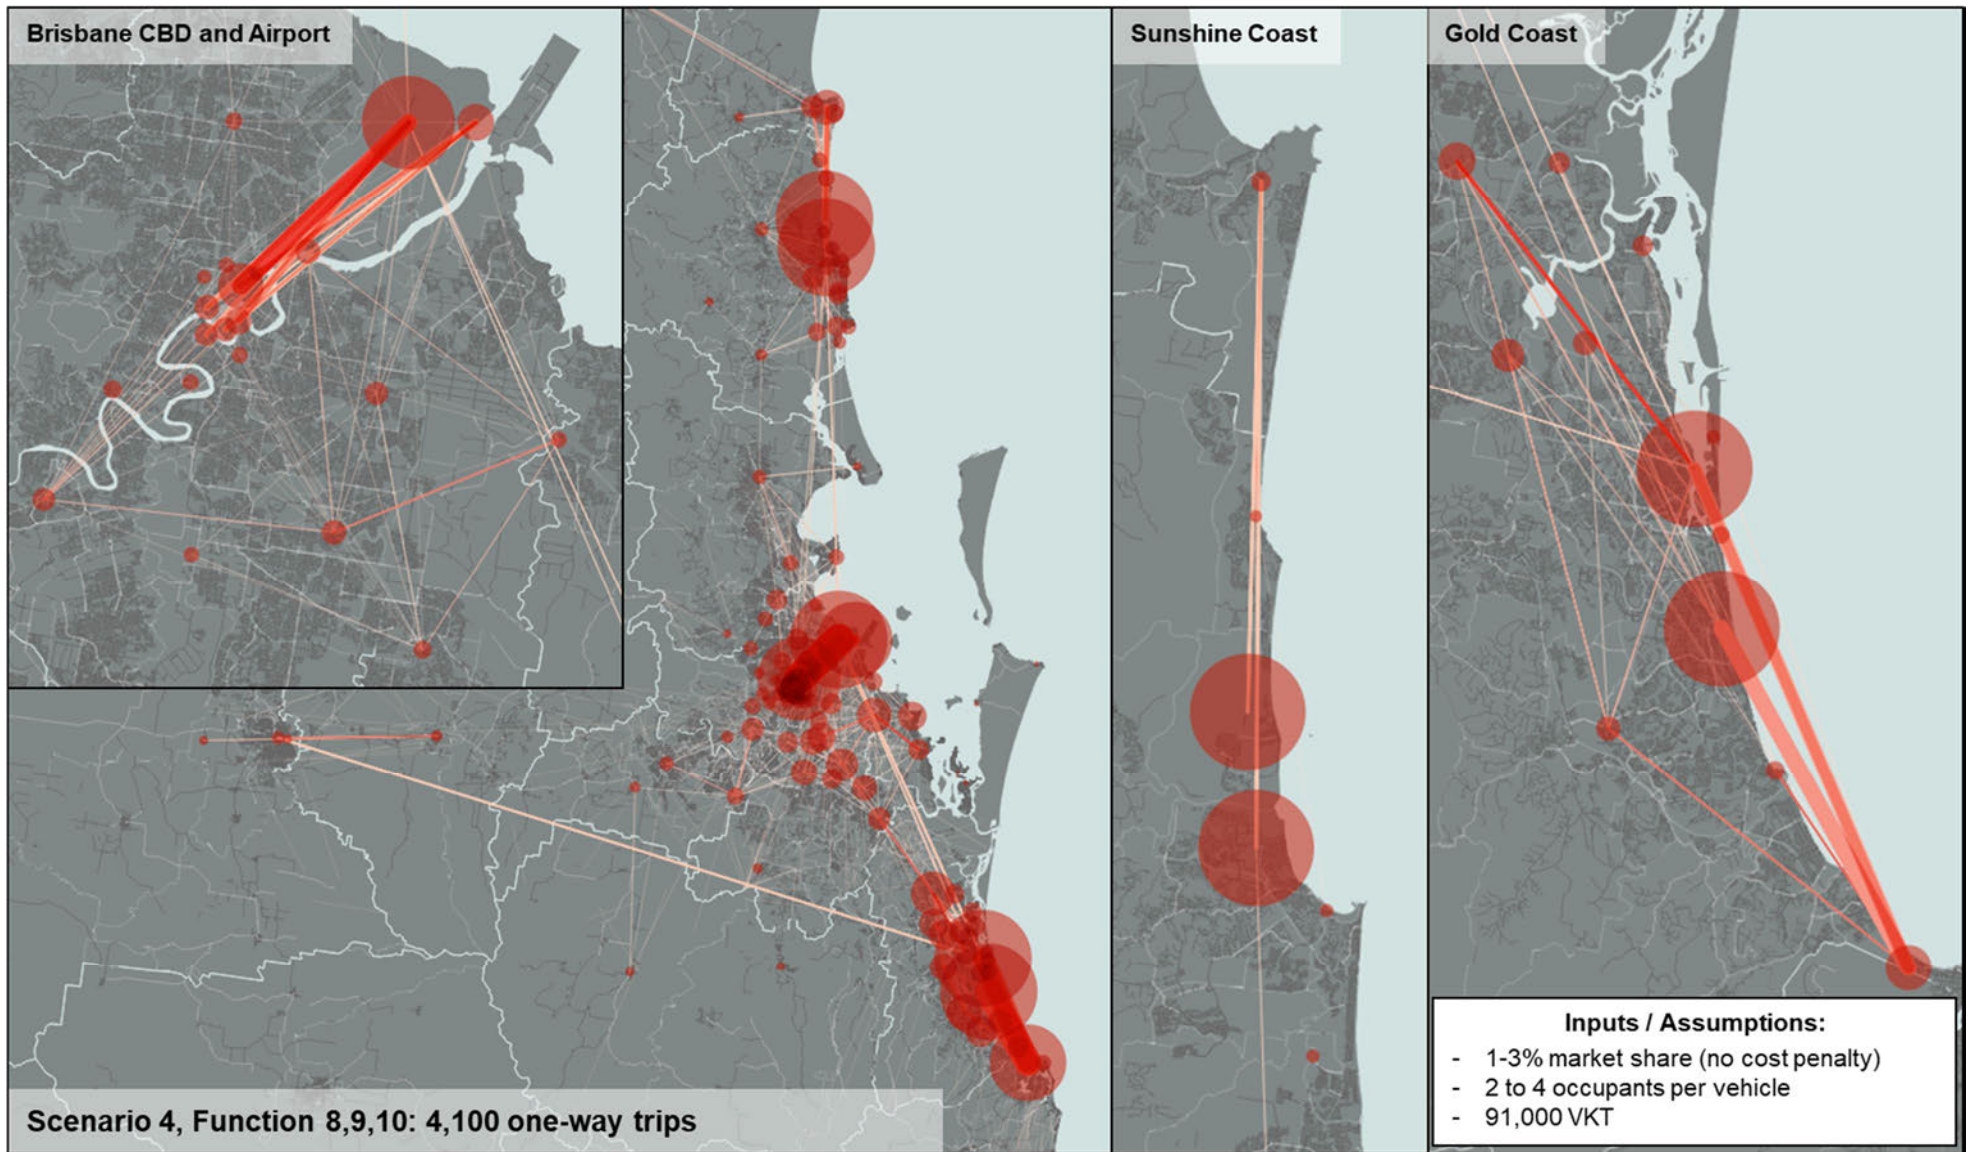 Brisbane CBD and Airport
Sunshine Coast
Gold Coast
Inputs / Assumptions:
- 1-3% market share (no cost penalty)
- 2 to 4 occupants per vehicle
- 91,000 VKT
Scenario 4, Function 8,9,10: 4,100 one-way trips